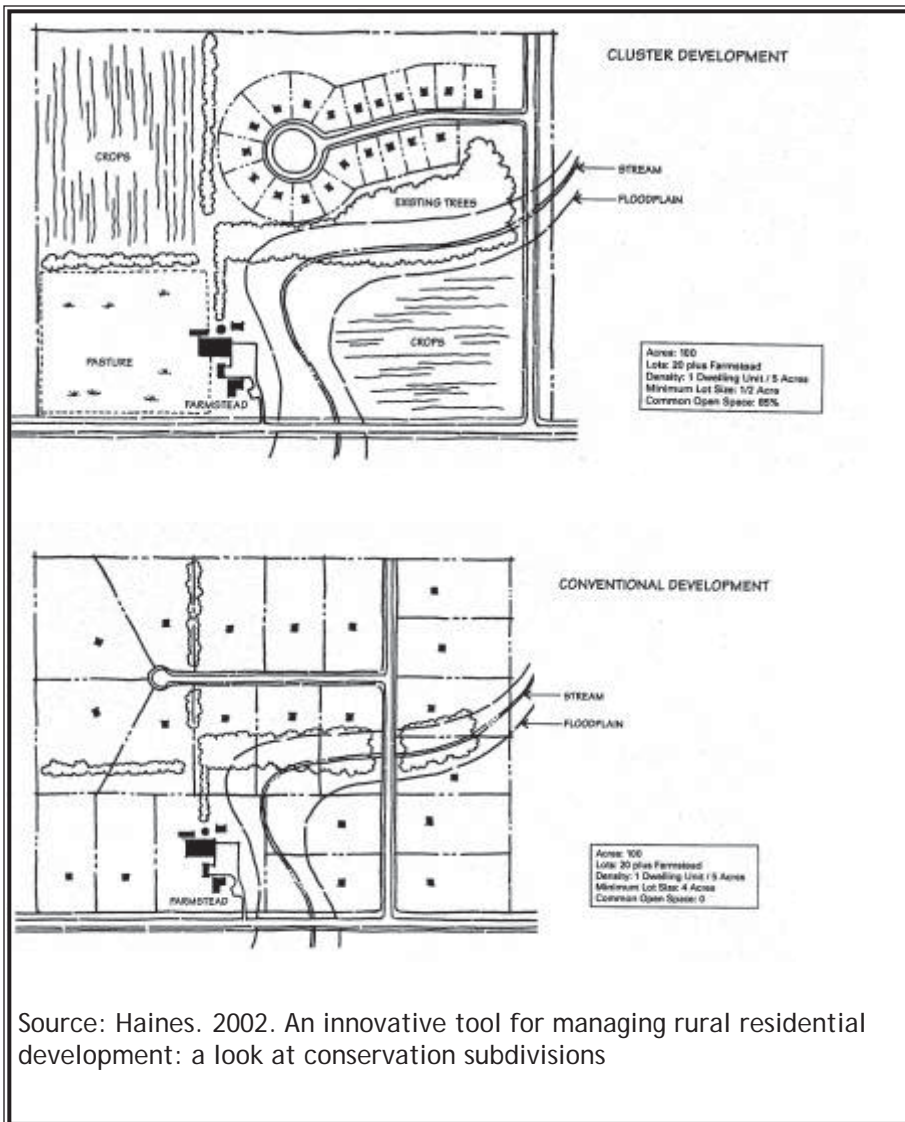 CLUSTER DEVELOPMENT
CROPS
STREAM
EXISTING TREES
FLOODPLAIN
CROPS
PASTURE
FARMSTEAD
Acres: 100
Lots: 20 plus Farmstead
Density: 1 Dwelling Unit / 5 Acres
Minimum Lot Size: 1/2 Acre
Common Open Space: 85%
CONVENTIONAL DEVELOPMENT
STREAM
FLOODPLAIN
FARMSTEAD
Acres: 100
Lots: 20 plus Farmstead
Density: 1 Dwelling Unit / 5 Acres
Minimum Lot Size: 4 Acres
Common Open Space: 0
Source: Haines. 2002. An innovative tool for managing rural residential
development: a look at conservation subdivisions